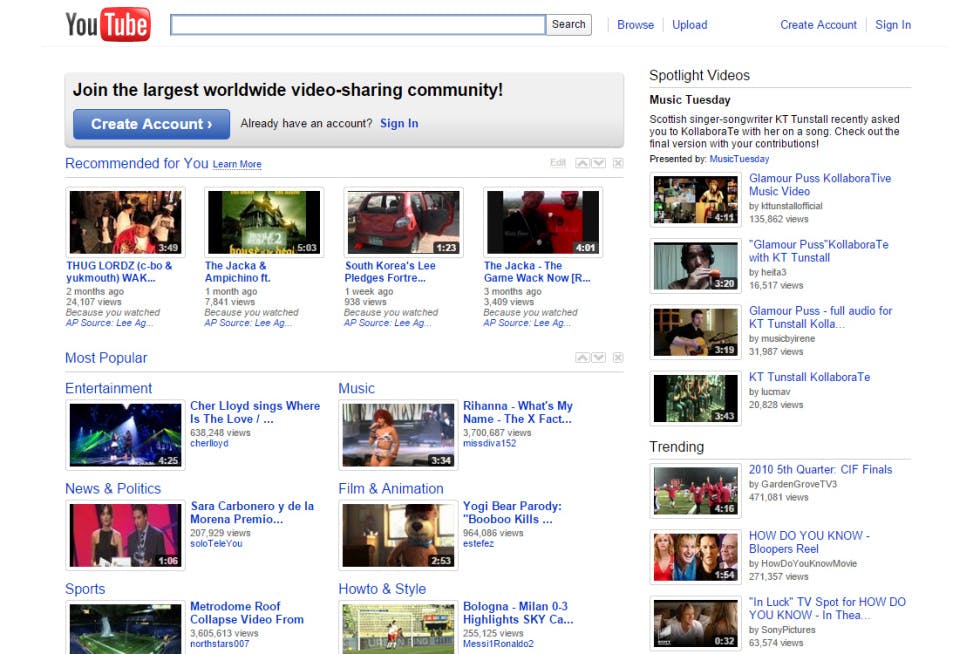 YouTube
Search
Browse
Upload
Create Account
Sign In
Join the largest worldwide video-sharing community!
Create Account ›
Already have an account? Sign In
Recommended for You Learn More
Edit
3:49
THUG LORDZ (c-bo &
yukmouth) WAK...
2 months ago
24,107 views
Because you watched
AP Source: Lee Ag...
5:03
The Jacka &
Ampichino ft.
1 month ago
7,841 views
Because you watched
AP Source: Lee Ag...
1:23
South Korea's Lee
Pledges Fortre...
1 week ago
938 views
Because you watched
AP Source: Lee Ag...
4:01
The Jacka - The
Game Wack Now [R...
3 months ago
3,409 views
Because you watched
AP Source: Lee Ag...
Most Popular
Entertainment
4:25
Cher Lloyd sings Where
Is The Love / ...
638,248 views
cherlloyd
Music
3:34
Rihanna - What's My
Name - The X Fact...
3,700,687 views
missdiva152
News & Politics
1:06
Sara Carbonero y de la
Morena Premio...
207,929 views
soloTeleYou
Film & Animation
2:53
Yogi Bear Parody:
"Booboo Kills ...
964,086 views
estefez
Sports
Metrodome Roof
Collapse Video From
3,605,613 views
northstars007
Howto & Style
Bologna - Milan 0-3
Highlights SKY Ca...
255,125 views
Messi1Ronaldo2
Spotlight Videos
Music Tuesday
Scottish singer-songwriter KT Tunstall recently asked
you to KollaboraTe with her on a song. Check out the
final version with your contributions!
Presented by: MusicTuesday
4:11
Glamour Puss KollaboraTive
Music Video
by kttunstallofficial
135,862 views
3:20
"Glamour Puss"KollaboraTe
with KT Tunstall
by heita3
16,517 views
3:19
Glamour Puss - full audio for
KT Tunstall Kolla...
by musicbyirene
31,987 views
3:43
KT Tunstall KollaboraTe
by lucmav
20,828 views
Trending
4:16
2010 5th Quarter: CIF Finals
by GardenGroveTV3
471,081 views
1:54
HOW DO YOU KNOW -
Bloopers Reel
by HowDoYouKnowMovie
271,357 views
0:32
"In Luck" TV Spot for HOW DO
YOU KNOW - In Thea...
by SonyPictures
63,574 views